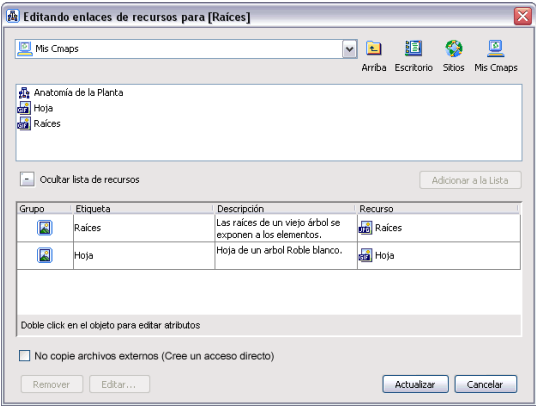 Editando enlaces de recursos para [Raíces]
Mis Cmaps
Arriba Escritorio Sitios Mis Cmaps
Anatomía de la Planta
Hoja
Raíces
Ocultar lista de recursos
Adicionar a la Lista
Grupo Etiqueta Descripción Recurso
Raíces Las raíces de un viejo árbol se Raíces
exponen a los elementos.
Hoja Hoja de un arbol Roble blanco. Hoja
Doble click en el objeto para editar atributos
No copie archivos externos (Cree un acceso directo)
Remover Editar... Actualizar Cancelar